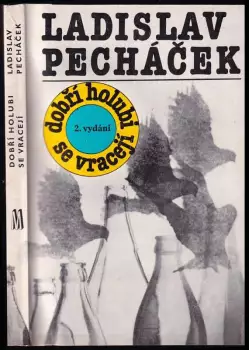 LADISLAV
PECHÁČEK
dobří holubi
2. vydání
se vracejí
LADISLAV
PECHÁČEK
DOBŘÍ HOLUBI
SE VRACEJÍ
M